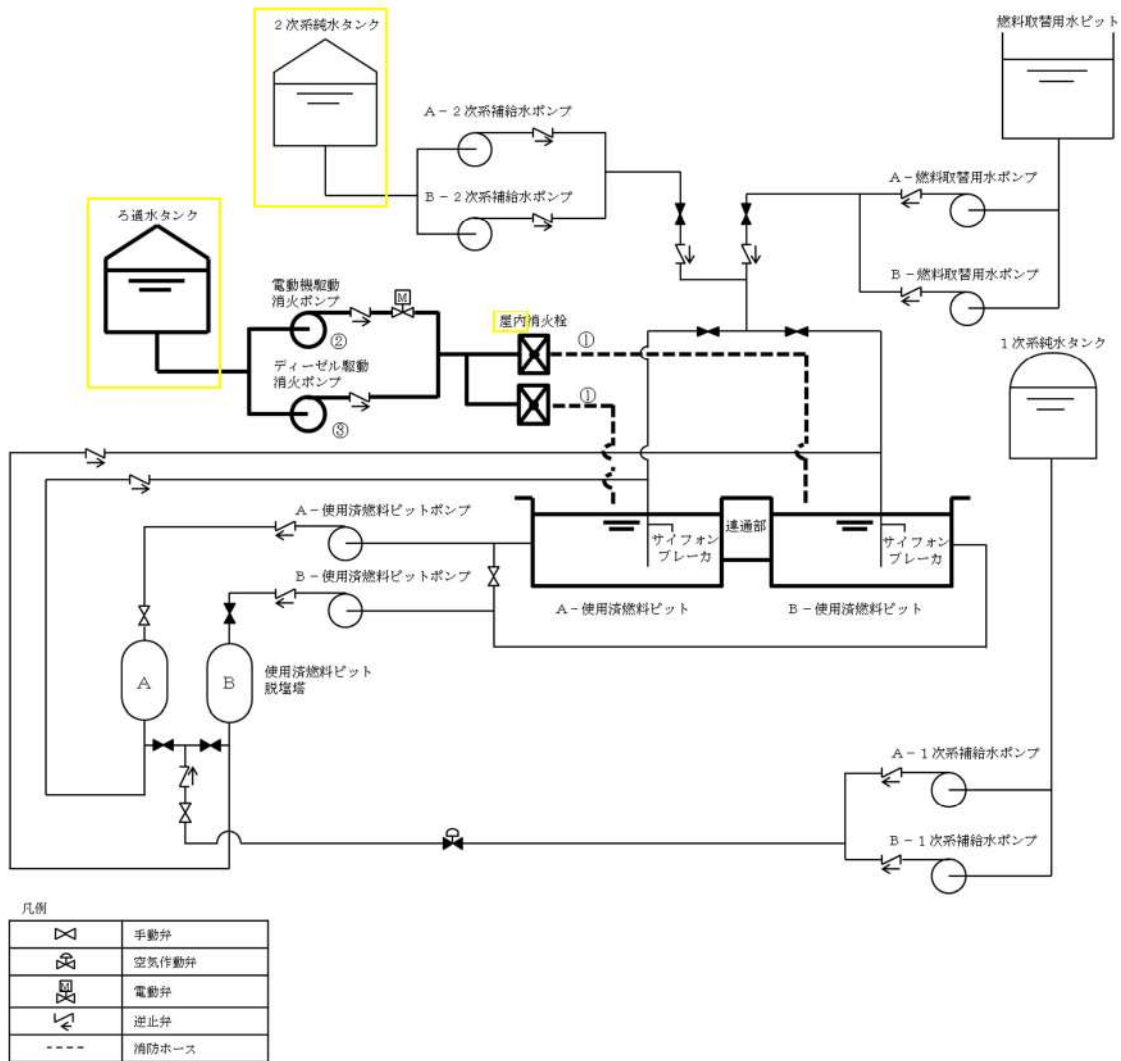 2次系純水タンク
燃料取替用水ピット
A－2次系補給水ポンプ
B－2次系補給水ポンプ
A－燃料取替用水ポンプ
B－燃料取替用水ポンプ
ろ過水タンク
電動機駆動
消火ポンプ
M
②
屋内消火栓
①
①
ディーゼル駆動
消火ポンプ
③
1次系純水タンク
A－使用済燃料ピットポンプ
B－使用済燃料ピットポンプ
サイフォン
ブレーカ
連通部
サイフォン
ブレーカ
A－使用済燃料ピット
B－使用済燃料ピット
A
B
使用済燃料ピット
脱塩塔
A－1次系補給水ポンプ
B－1次系補給水ポンプ
凡例
手動弁
空気作動弁
M
電動弁
逆止弁
消防ホース